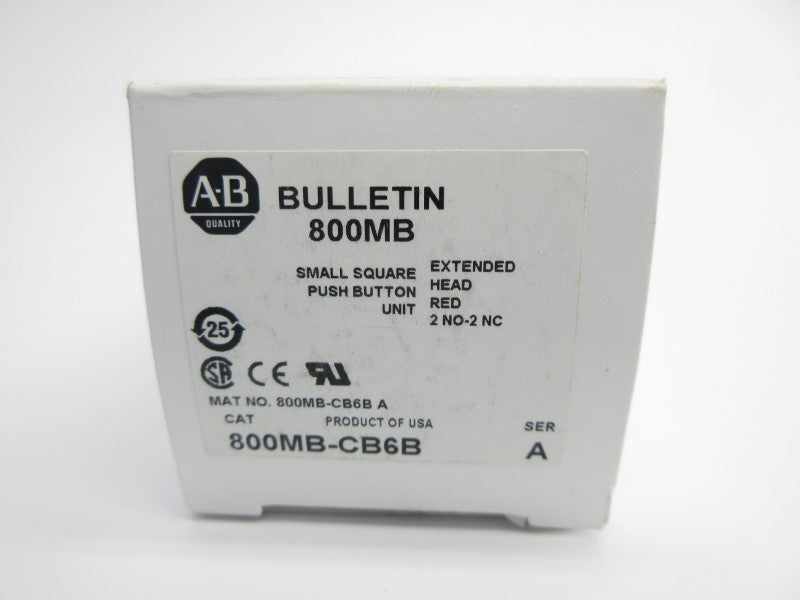 A-B
QUALITY
BULLETIN
800MB
SMALL SQUARE
PUSH BUTTON
UNIT
EXTENDED
HEAD
RED
2 NO-2 NC
25
SA
CE
MAT NO. 800MB-CB6B A
CAT
PRODUCT OF USA
800MB-CB6B
SER
A